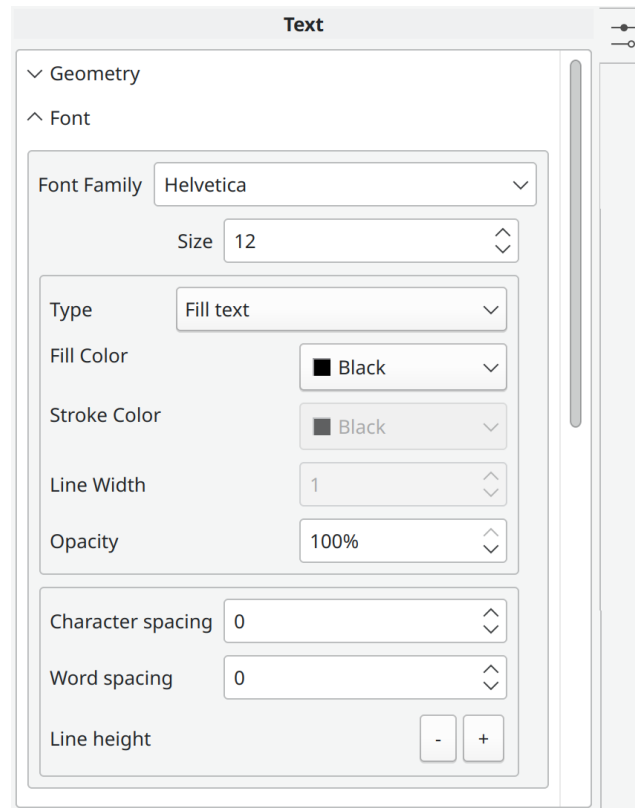 Text
Geometry
Font
Font Family Helvetica
Size 12
Type Fill text
Fill Color Black
Stroke Color Black
Line Width 1
Opacity 100%
Character spacing 0
Word spacing 0
Line height - +